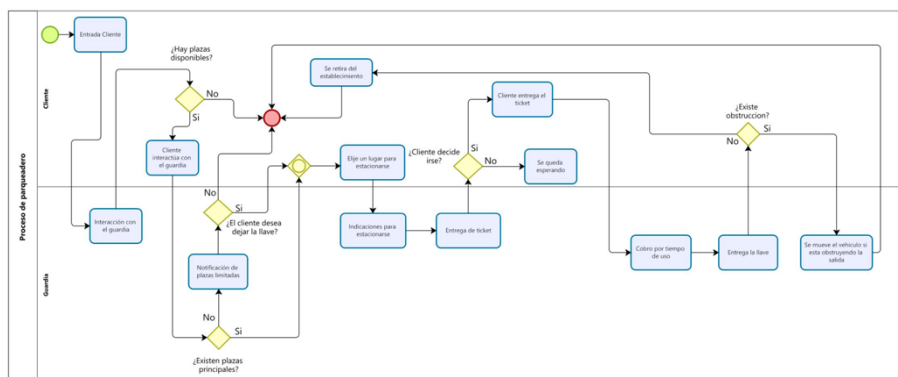 Proceso de parqueadero
Cliente
Guardia
Entrada Cliente
¿Hay plazas
disponibles?
No
Si
Cliente
interactúa con
el guardia
Interacción con
el guardia
Se retira del
establecimiento
No
Si
¿El cliente desea
dejar la llave?
Notificación de
plazas limitadas
No
Si
¿Existen plazas
principales?
Elije un lugar para
estacionarse
Indicaciones para
estacionarse
Entrega de ticket
¿Cliente decide
irse?
Si
No
Cliente entrega el
ticket
Se queda
esperando
Cobro por tiempo
de uso
Entrega la llave
¿Existe
obstruccion?
No
Si
Se mueve el vehiculo si
esta obstruyendo la
salida